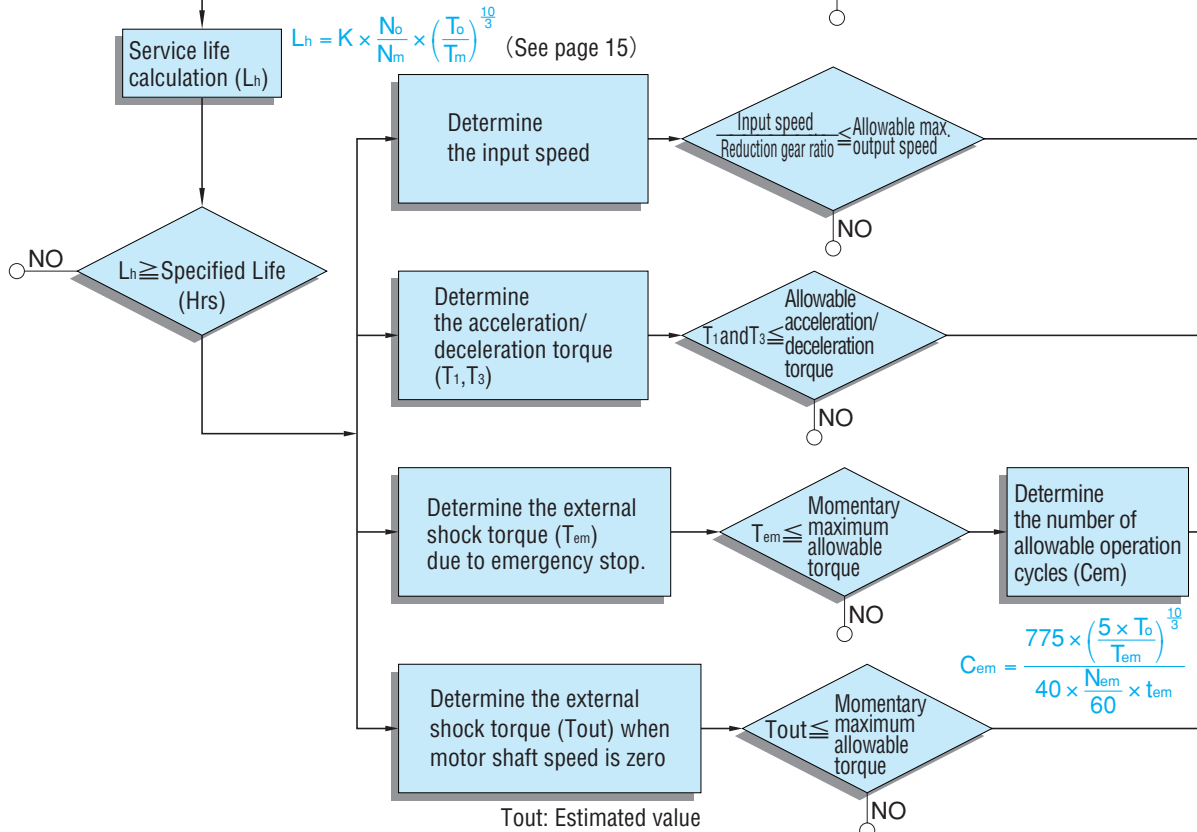 Service life
calculation (Lₕ)
Lₕ = K × Nₒ/Nₘ × (Tₒ/Tₘ)^(10/3) (See page 15)
Determine
the input speed
Input speed / Reduction gear ratio ≦ Allowable max. output speed
NO
NO
Lₕ≧Specified Life
(Hrs)
Determine
the acceleration/
deceleration torque
(T₁,T₃)
T₁andT₃≦
Allowable
acceleration/
deceleration
torque
NO
Determine the external
shock torque (Tₑₘ)
due to emergency stop.
Tₑₘ≦
Momentary
maximum
allowable
torque
NO
Determine
the number of
allowable operation
cycles (Cem)
Cₑₘ = 775 × (5 × Tₒ/Tₑₘ)^(10/3) / 40 × Nₑₘ/60 × tₑₘ
Determine the external
shock torque (Tout) when
motor shaft speed is zero
Tout≦
Momentary
maximum
allowable
torque
NO
Tout: Estimated value